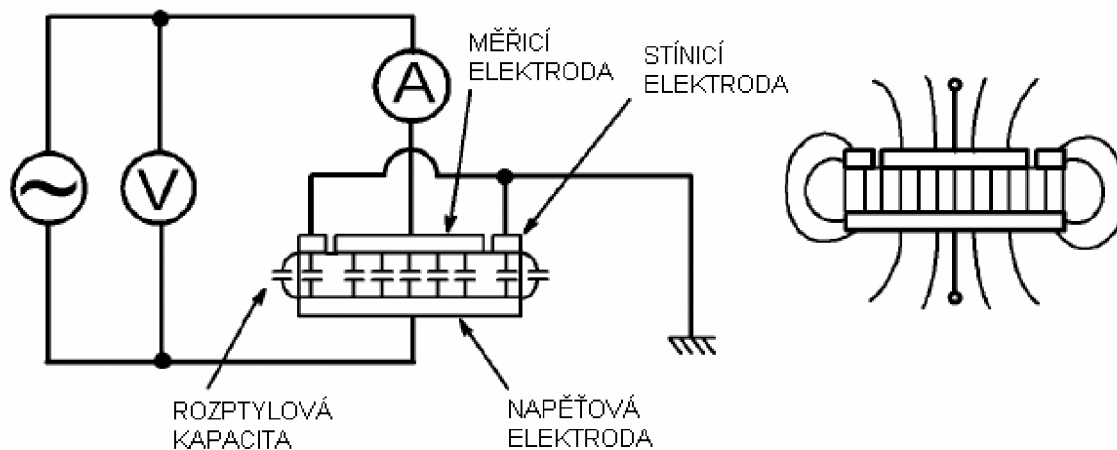 MĚŘICÍ
ELEKTRODA
STÍNICÍ
ELEKTRODA
A
V
ROZPTYLOVÁ
KAPACITA
NAPĚŤOVÁ
ELEKTRODA